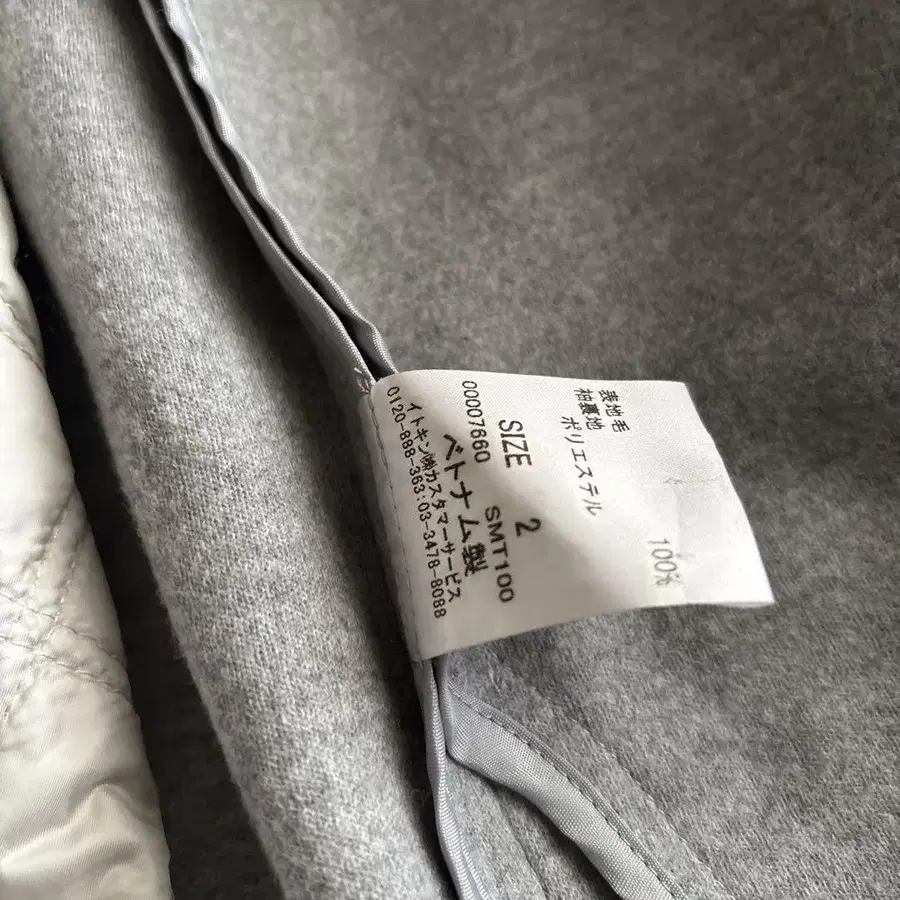 表地毛
袖裏地
ポリエステル
100%
SIZE 2
00007660 SMT100
ベトナム製
イトキン㈱カスタマーサービス
0120-888-363:03-3478-8088